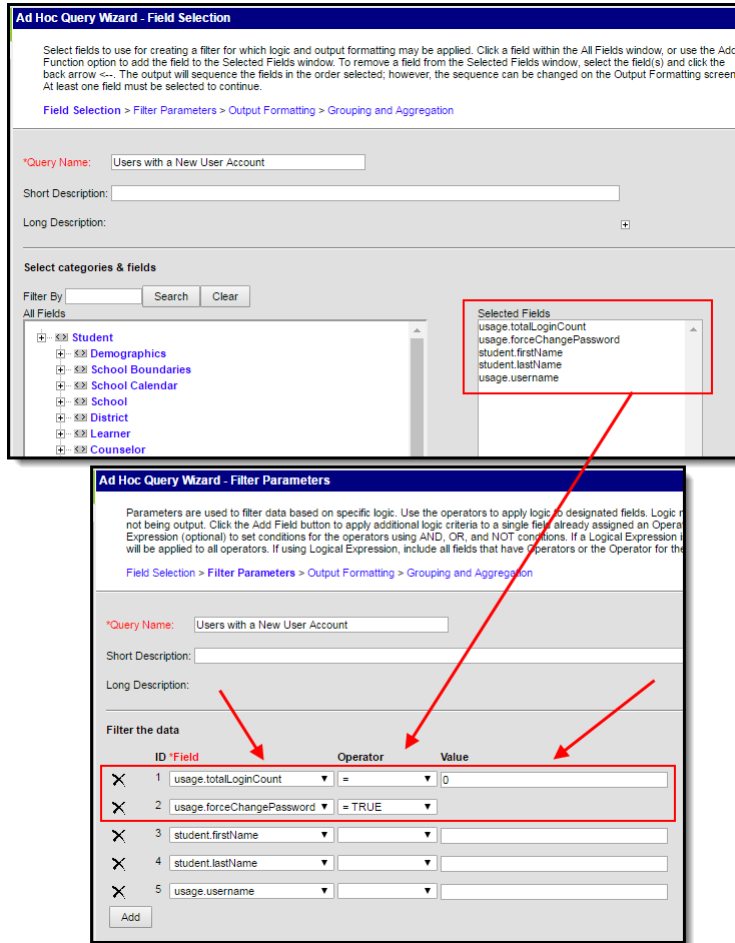 Ad Hoc Query Wizard - Field Selection
Select fields to use for creating a filter for which logic and output formatting may be applied. Click a field within the All Fields window, or use the Add
Function option to add the field to the Selected Fields window. To remove a field from the Selected Fields window, select the field(s) and click the
back arrow <--. The output will sequence the fields in the order selected; however, the sequence can be changed on the Output Formatting screen
At least one field must be selected to continue.
Field Selection > Filter Parameters > Output Formatting > Grouping and Aggregation
*Query Name: Users with a New User Account
Short Description:
Long Description:
Select categories & fields
Filter By Search Clear
All Fields
Student
Demographics
School Boundaries
School Calendar
School
District
Learner
Counselor
Selected Fields
usage.totalLoginCount
usage.forceChangePassword
student.firstName
student.lastName
usage.username
Ad Hoc Query Wizard - Filter Parameters
Parameters are used to filter data based on specific logic. Use the operators to apply logic to designated fields. Logic
not being output. Click the Add Field button to apply additional logic criteria to a single field already assigned an
Expression (optional) to set conditions for the operators using AND, OR, and NOT conditions. If a Logical Expression
will be applied to all operators. If using Logical Expression, include all fields that have Operators or the Operator for the
Field Selection > Filter Parameters > Output Formatting > Grouping and Aggregation
*Query Name: Users with a New User Account
Short Description:
Long Description:
Filter the data
ID *Field Operator Value
1 usage.totalLoginCount = 0
2 usage.forceChangePassword = TRUE
3 student.firstName
4 student.lastName
5 usage.username
Add